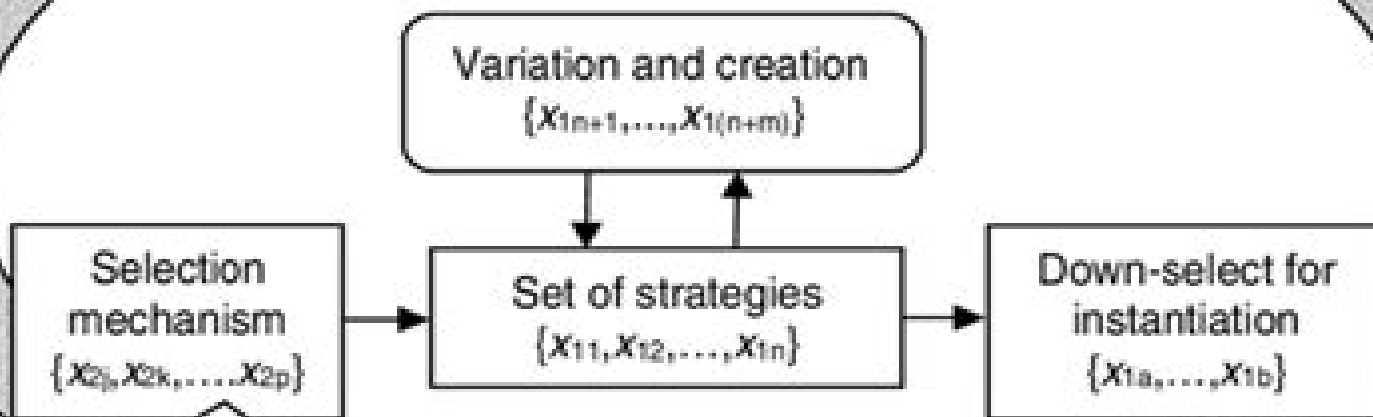 Variation and creation
{x1n+1,...,x1(n+m)}
Selection
mechanism
{x2j,x2k,....x2p}
Set of strategies
{x11,x12,...,x1n}
Down-select for
instantiation
{x1a,...,x1b}